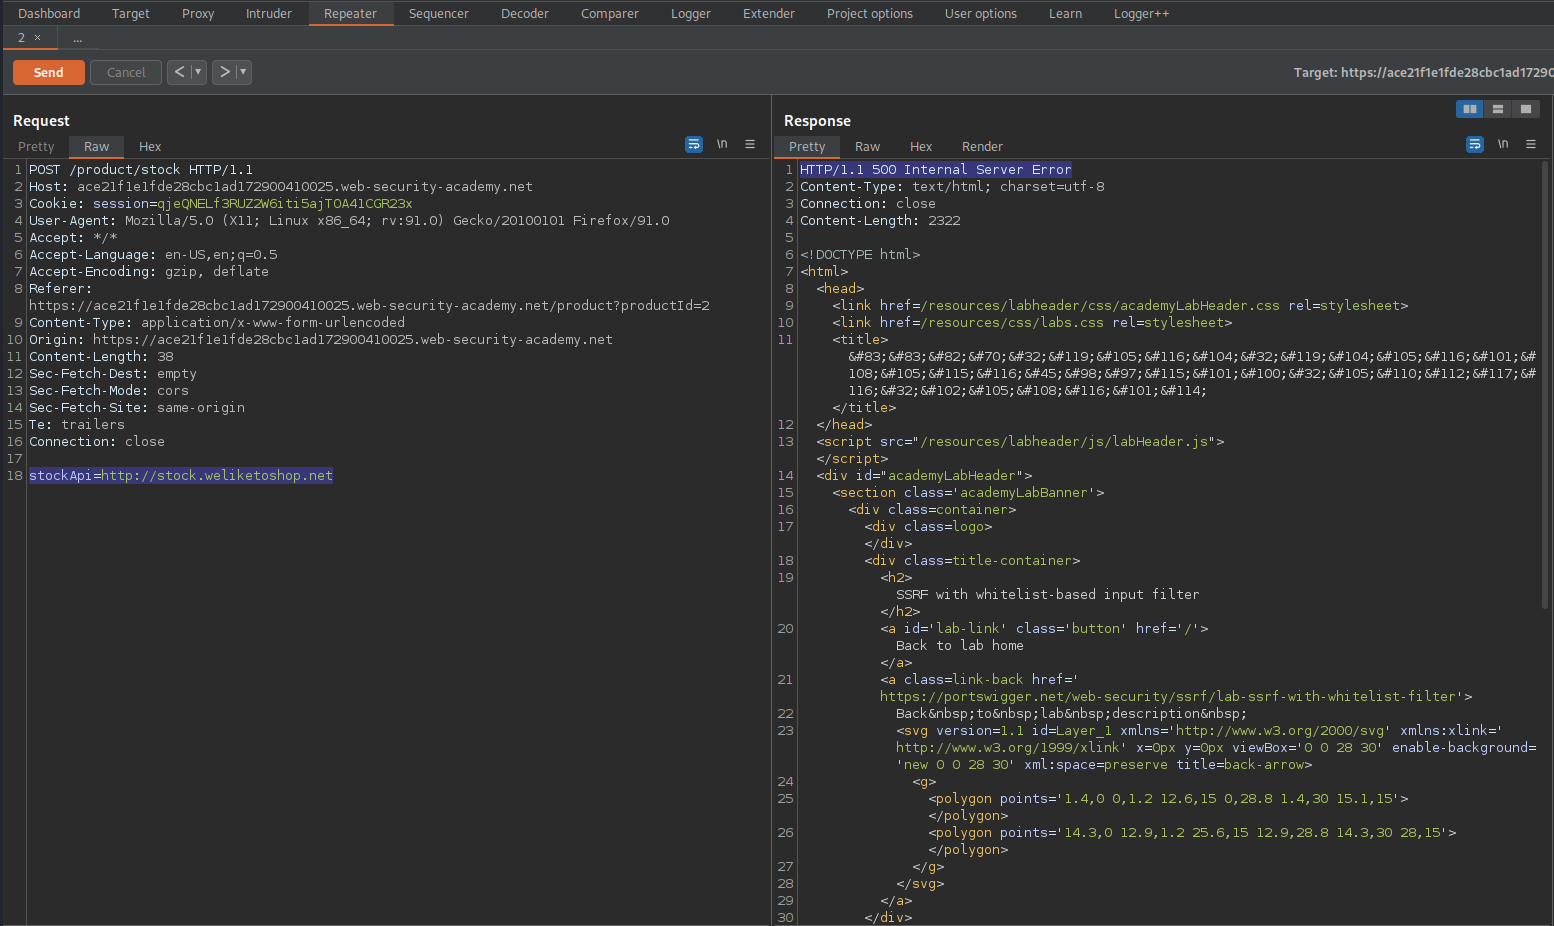 Dashboard Target Proxy Intruder Repeater Sequencer Decoder Comparer Logger Extender Project options User options Learn Logger++
2 × ...
Send Cancel < ▾ > ▾ Target: https://ace21f1e1fde28cbc1ad172900
Request
Pretty Raw Hex \n
1 POST /product/stock HTTP/1.1
2 Host: ace21f1e1fde28cbc1ad172900410025.web-security-academy.net
3 Cookie: session=qjeQNELf3RUZ2W6iti5ajT0A41CGR23x
4 User-Agent: Mozilla/5.0 (X11; Linux x86_64; rv:91.0) Gecko/20100101 Firefox/91.0
5 Accept: */*
6 Accept-Language: en-US,en;q=0.5
7 Accept-Encoding: gzip, deflate
8 Referer:
https://ace21f1e1fde28cbc1ad172900410025.web-security-academy.net/product?productId=2
9 Content-Type: application/x-www-form-urlencoded
10 Origin: https://ace21f1e1fde28cbc1ad172900410025.web-security-academy.net
11 Content-Length: 38
12 Sec-Fetch-Dest: empty
13 Sec-Fetch-Mode: cors
14 Sec-Fetch-Site: same-origin
15 Te: trailers
16 Connection: close
17
18 stockApi=http://stock.weliketoshop.net
Response
Pretty Raw Hex Render \n
1 HTTP/1.1 500 Internal Server Error
2 Content-Type: text/html; charset=utf-8
3 Connection: close
4 Content-Length: 2322
5
6 <!DOCTYPE html>
7 <html>
8 <head>
9 <link href=/resources/labheader/css/academyLabHeader.css rel=stylesheet>
10 <link href=/resources/css/labs.css rel=stylesheet>
11 <title>
&#83;&#83;&#82;&#70;&#32;&#119;&#105;&#116;&#104;&#32;&#119;&#104;&#105;&#116;&#101;&#
108;&#105;&#115;&#116;&#45;&#98;&#97;&#115;&#101;&#100;&#32;&#105;&#110;&#112;&#117;&#
116;&#32;&#102;&#105;&#108;&#116;&#101;&#114;
</title>
12 </head>
13 <script src="/resources/labheader/js/labHeader.js">
</script>
14 <div id="academyLabHeader">
15 <section class='academyLabBanner'>
16 <div class=container>
17 <div class=logo>
</div>
18 <div class=title-container>
19 <h2>
SSRF with whitelist-based input filter
</h2>
20 <a id='lab-link' class='button' href='/'>
Back to lab home
</a>
21 <a class=link-back href='
https://portswigger.net/web-security/ssrf/lab-ssrf-with-whitelist-filter'>
22 Back&nbsp;to&nbsp;lab&nbsp;description&nbsp;
23 <svg version=1.1 id=Layer_1 xmlns='http://www.w3.org/2000/svg' xmlns:xlink='
http://www.w3.org/1999/xlink' x=0px y=0px viewBox='0 0 28 30' enable-background=
'new 0 0 28 30' xml:space=preserve title=back-arrow>
24 <g>
25 <polygon points='1.4,0 0,1.2 12.6,15 0,28.8 1.4,30 15.1,15'>
</polygon>
26 <polygon points='14.3,0 12.9,1.2 25.6,15 12.9,28.8 14.3,30 28,15'>
</polygon>
27 </g>
28 </svg>
29 </a>
30 </div>